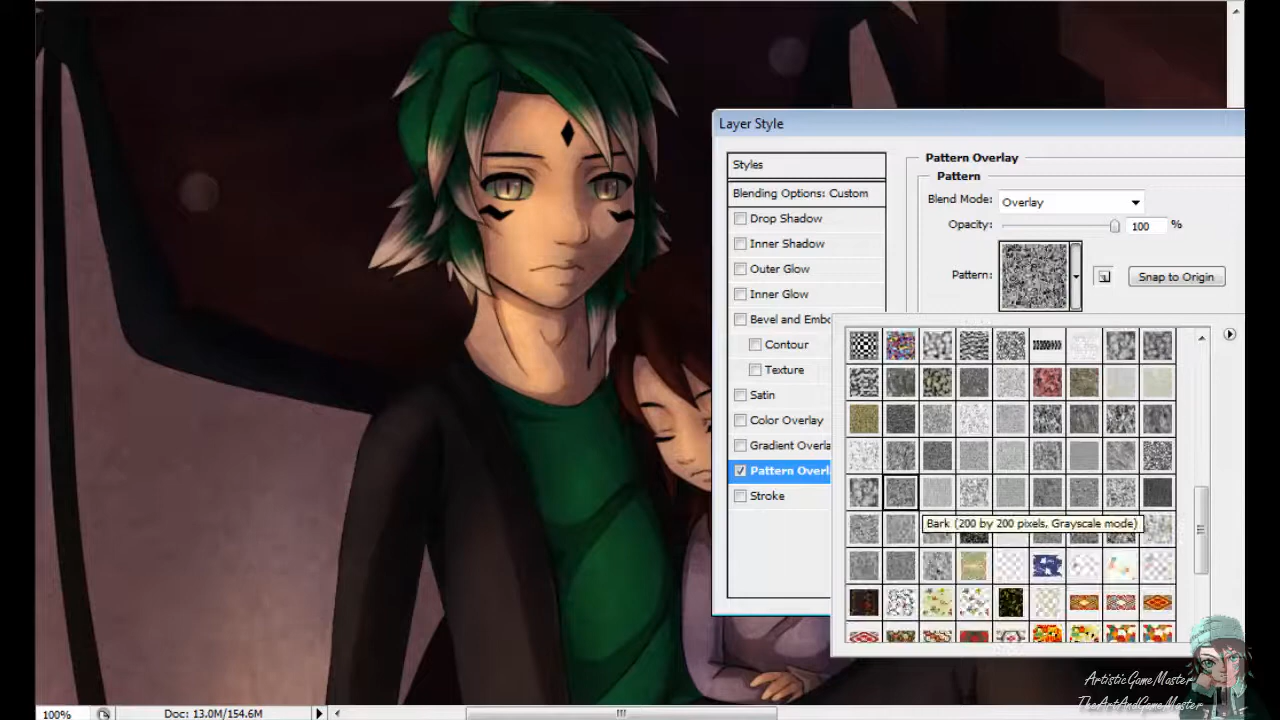 Layer Style
Styles
Blending Options: Custom
Drop Shadow
Inner Shadow
Outer Glow
Inner Glow
Bevel and Embo
Contour
Texture
Satin
Color Overlay
Gradient Overla
Pattern Overl
Stroke
Pattern Overlay
Pattern
Blend Mode: Overlay
Opacity: 100 %
Pattern: Snap to Origin
Bark (200 by 200 pixels, Grayscale mode)
ArtisticGameMaster
TheArtAndGameMaster
100% Doc: 13.0M/154.6M